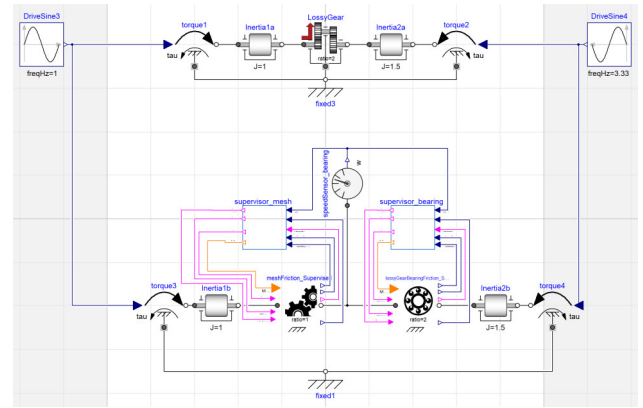 DriveSine3
freqHz=1
torque1
tau
Inertia1a
J=1
LossyGear
ratio=2
Inertia2a
J=1.5
torque2
tau
DriveSine4
freqHz=3.33
fixed3
speedSensor_bearing
w
supervisor_mesh
supervisor_bearing
meshFriction_Supervised
lossyGearBearingFriction_S...
torque3
tau
Inertia1b
J=1
ratio=1
ratio=2
Inertia2b
J=1.5
torque4
tau
fixed1